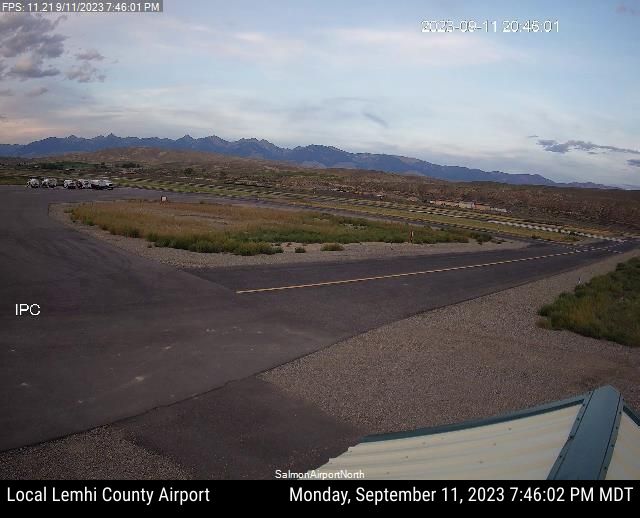 FPS: 11.21 9/11/2023 7:46:01 PM
2023-09-11 20:45:01
IPC
SalmonAirportNorth
Local Lemhi County Airport
Monday, September 11, 2023 7:46:02 PM MDT